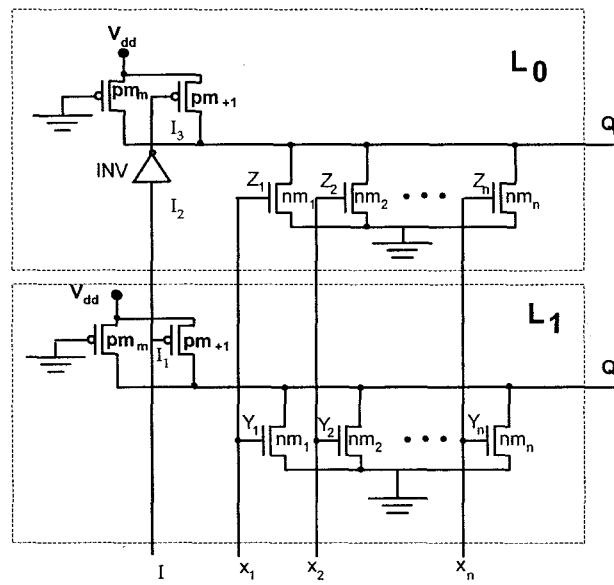 V_dd
L_0
pm_m
pm_+1
Q
I_3
INV
Z_1
nm_1
Z_2
nm_2
• • •
Z_n
nm_n
I_2
V_dd
L_1
pm_m
I_1
pm_+1
Q
Y_1
nm_1
Y_2
nm_2
• • •
Y_n
nm_n
I
x_1
x_2
x_n